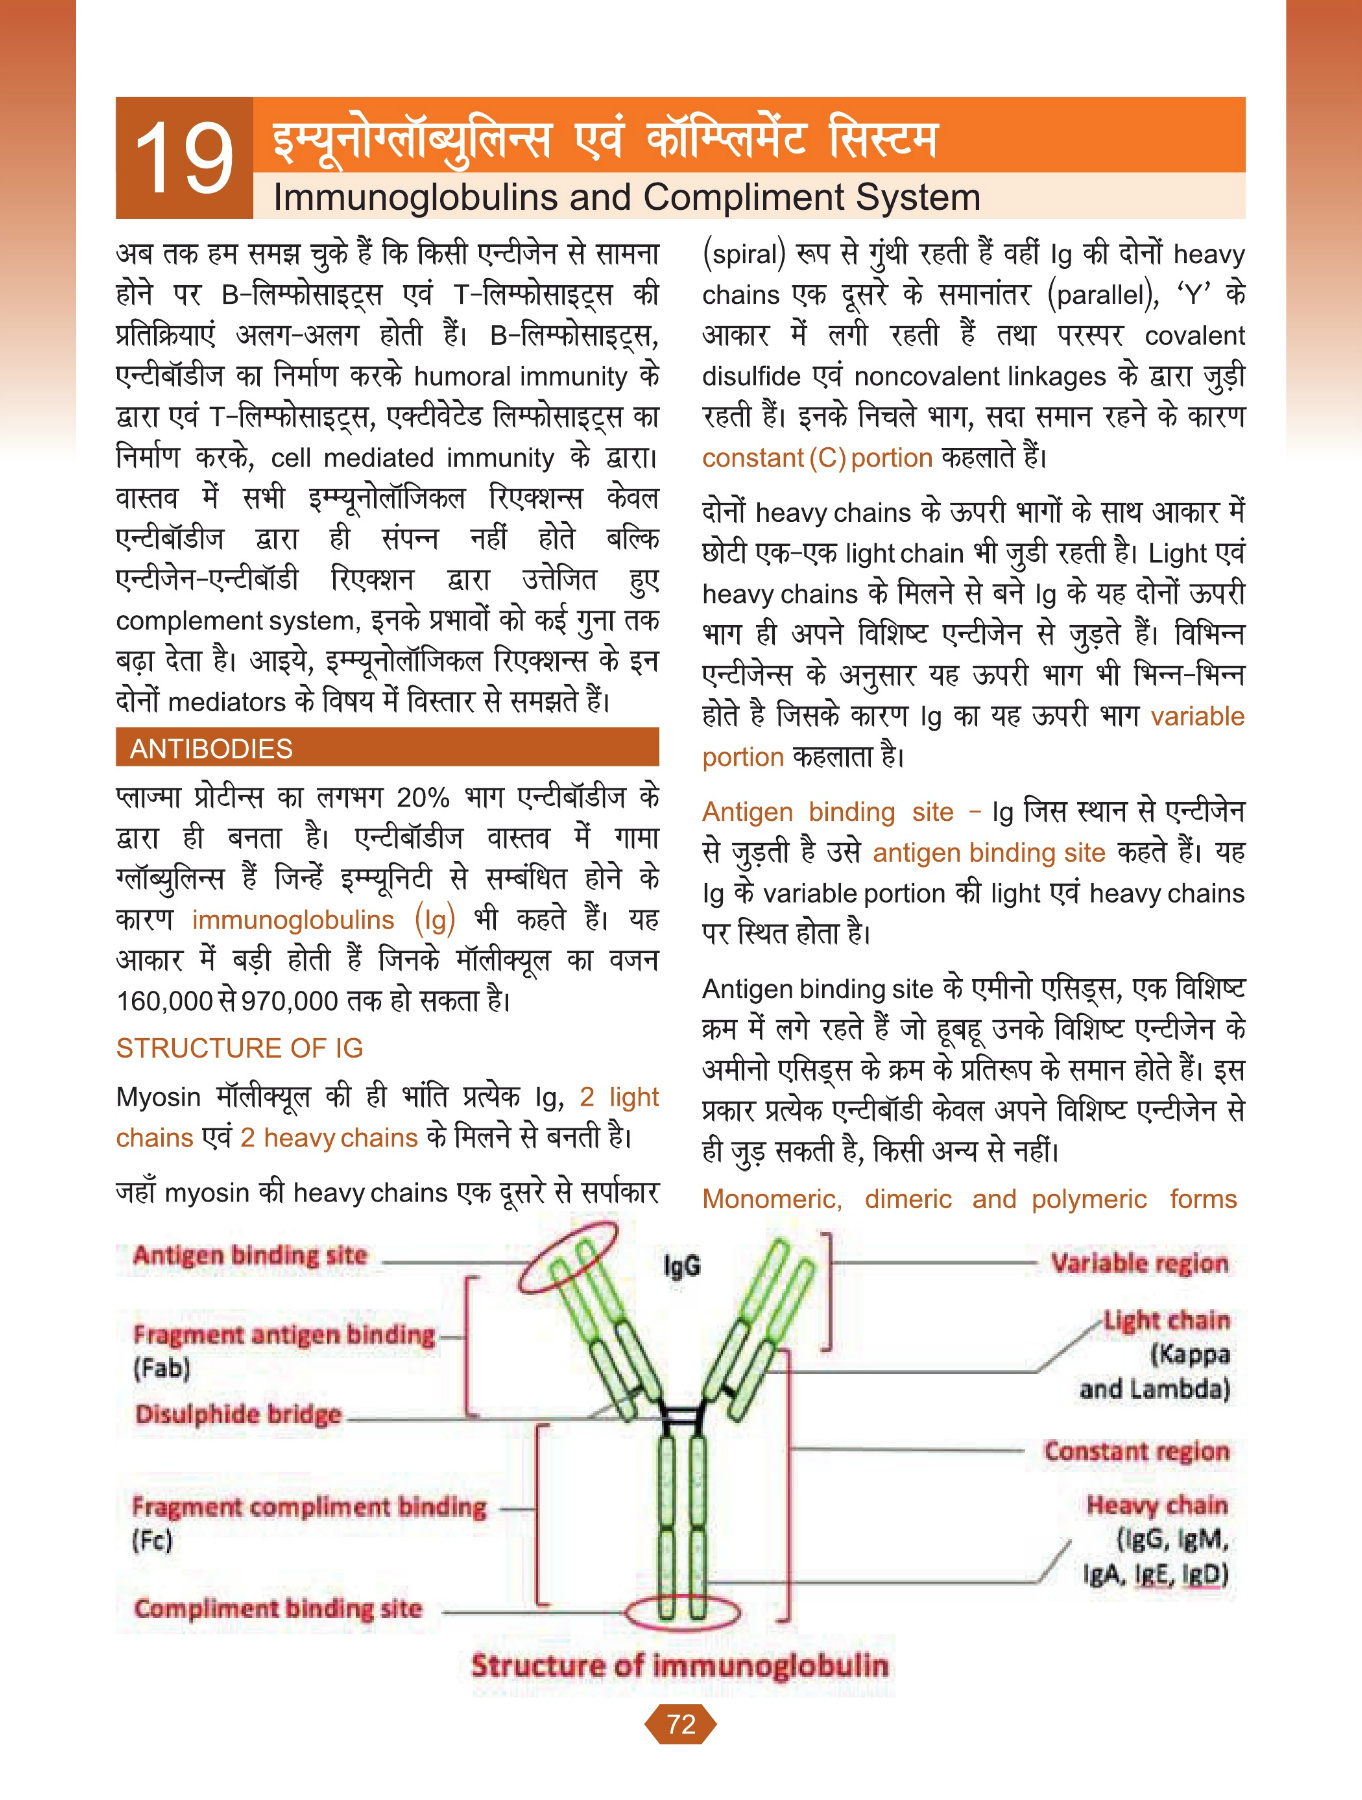 19
इम्यूनोग्लॉब्युलिन्स एवं कॉम्प्लिमेंट सिस्टम
Immunoglobulins and Compliment System
अब तक हम समझ चुके हैं कि किसी एन्टीजेन से सामना
होने पर B-लिम्फोसाइट्स एवं T-लिम्फोसाइट्स की
प्रतिक्रियाएं अलग-अलग होती हैं। B-लिम्फोसाइट्स,
एन्टीबॉडीज का निर्माण करके humoral immunity के
द्वारा एवं T-लिम्फोसाइट्स, एक्टीवेटेड लिम्फोसाइट्स का
निर्माण करके, cell mediated immunity के द्वारा।
वास्तव में सभी इम्म्यूनोलॉजिकल रिएक्शन्स केवल
एन्टीबॉडीज द्वारा ही संपन्न नहीं होते बल्कि
एन्टीजेन-एन्टीबॉडी रिएक्शन द्वारा उत्तेजित हुए
complement system, इनके प्रभावों को कई गुना तक
बढ़ा देता है। आइये, इम्म्यूनोलॉजिकल रिएक्शन्स के इन
दोनों mediators के विषय में विस्तार से समझते हैं।
ANTIBODIES
प्लाज्मा प्रोटीन्स का लगभग 20% भाग एन्टीबॉडीज के
द्वारा ही बनता है। एन्टीबॉडीज वास्तव में गामा
ग्लॉब्युलिन्स हैं जिन्हें इम्म्यूनिटी से सम्बंधित होने के
कारण immunoglobulins (Ig) भी कहते हैं। यह
आकार में बड़ी होती हैं जिनके मॉलीक्यूल का वजन
160,000 से 970,000 तक हो सकता है।
STRUCTURE OF IG
Myosin मॉलीक्यूल की ही भांति प्रत्येक Ig, 2 light
chains एवं 2 heavy chains के मिलने से बनती है।
जहाँ myosin की heavy chains एक दूसरे से सर्पाकार
(spiral) रूप से गुंथी रहती हैं वहीं Ig की दोनों heavy
chains एक दूसरे के समानांतर (parallel), ‘Y’ के
आकार में लगी रहती हैं तथा परस्पर covalent
disulfide एवं noncovalent linkages के द्वारा जुड़ी
रहती हैं। इनके निचले भाग, सदा समान रहने के कारण
constant (C) portion कहलाते हैं।
दोनों heavy chains के ऊपरी भागों के साथ आकार में
छोटी एक-एक light chain भी जुडी रहती है। Light एवं
heavy chains के मिलने से बने Ig के यह दोनों ऊपरी
भाग ही अपने विशिष्ट एन्टीजेन से जुड़ते हैं। विभिन्न
एन्टीजेन्स के अनुसार यह ऊपरी भाग भी भिन्न-भिन्न
होते है जिसके कारण Ig का यह ऊपरी भाग variable
portion कहलाता है।
Antigen binding site - Ig जिस स्थान से एन्टीजेन
से जुड़ती है उसे antigen binding site कहते हैं। यह
Ig के variable portion की light एवं heavy chains
पर स्थित होता है।
Antigen binding site के एमीनो एसिड्स, एक विशिष्ट
क्रम में लगे रहते हैं जो हूबहू उनके विशिष्ट एन्टीजेन के
अमीनो एसिड्स के क्रम के प्रतिरूप के समान होते हैं। इस
प्रकार प्रत्येक एन्टीबॉडी केवल अपने विशिष्ट एन्टीजेन से
ही जुड़ सकती है, किसी अन्य से नहीं।
Monomeric, dimeric and polymeric forms
Antigen binding site
Fragment antigen binding
(Fab)
Disulphide bridge
Fragment compliment binding
(Fc)
Compliment binding site
IgG
Variable region
Light chain
(Kappa
and Lambda)
Constant region
Heavy chain
(IgG, IgM,
IgA, IgE, IgD)
Structure of immunoglobulin
72